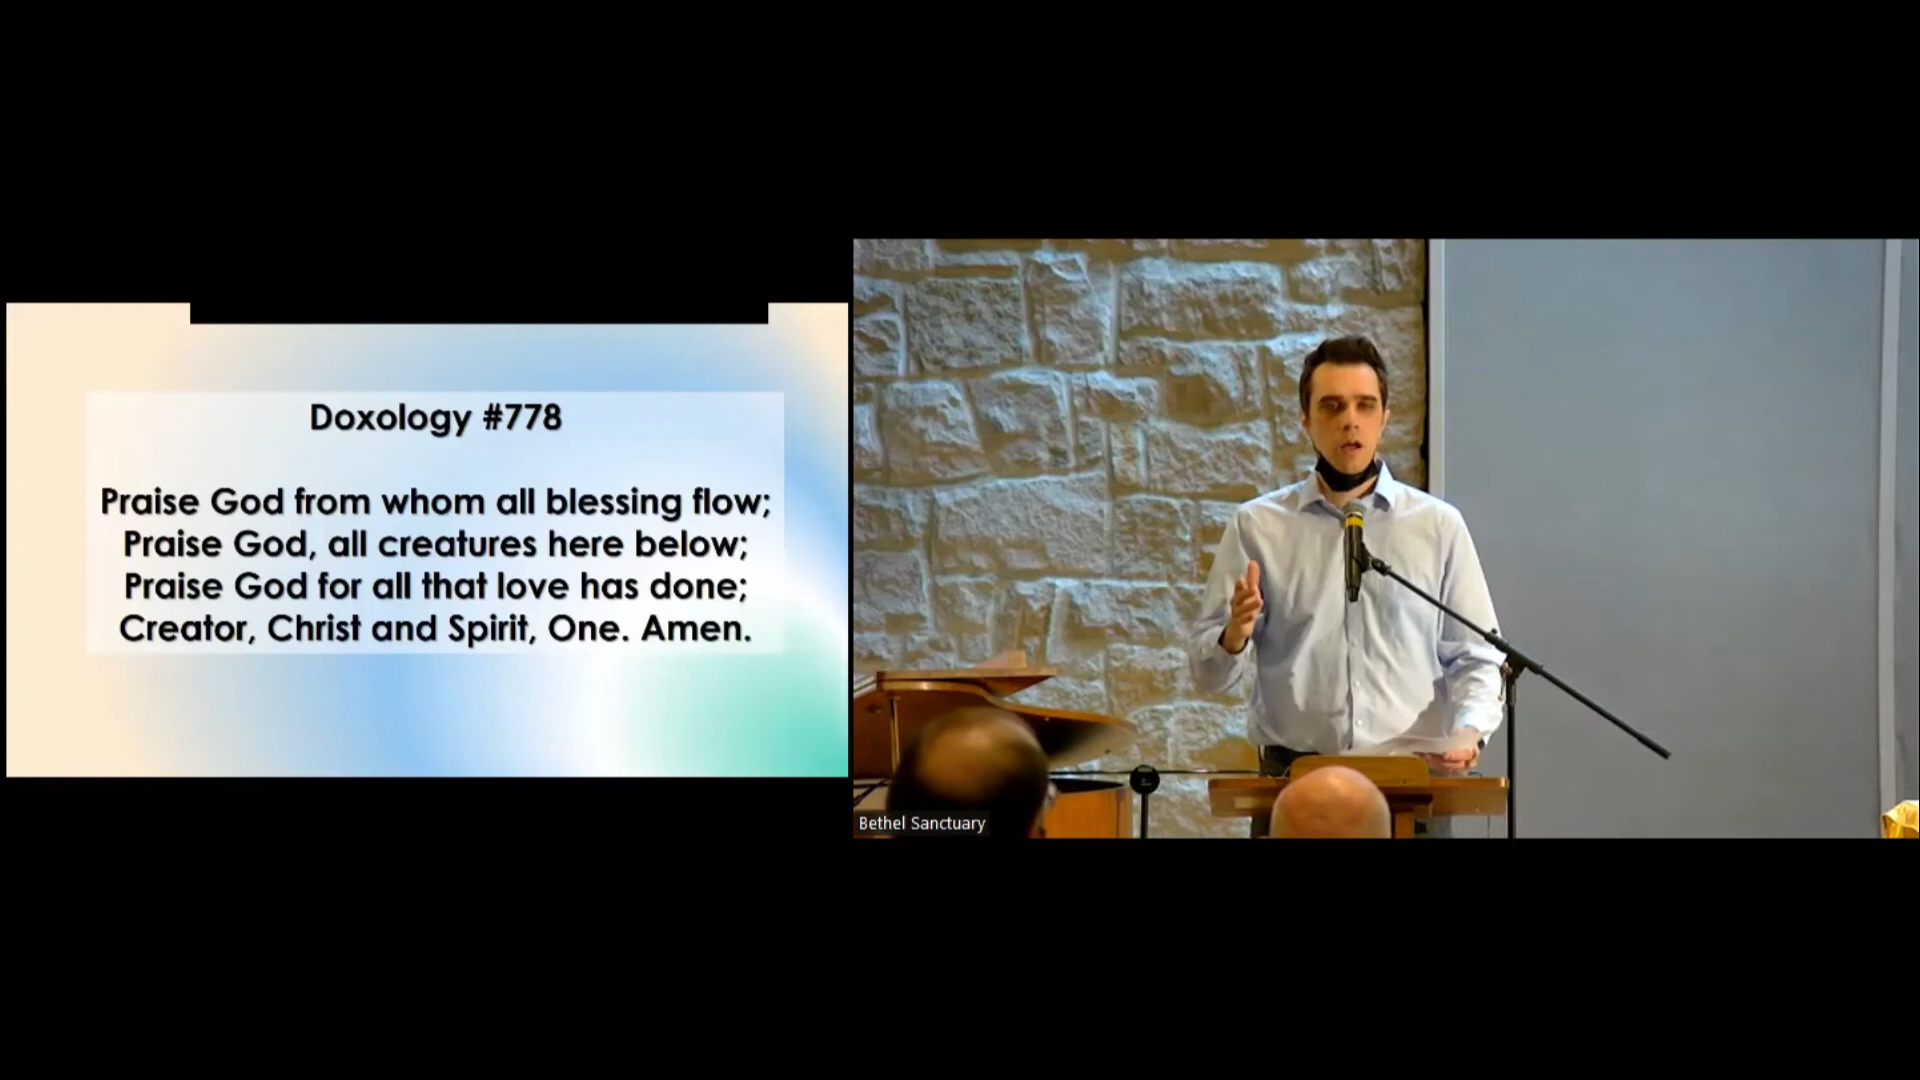 Doxology #778
Praise God from whom all blessing flow;
Praise God, all creatures here below;
Praise God for all that love has done;
Creator, Christ and Spirit, One. Amen.
Bethel Sanctuary